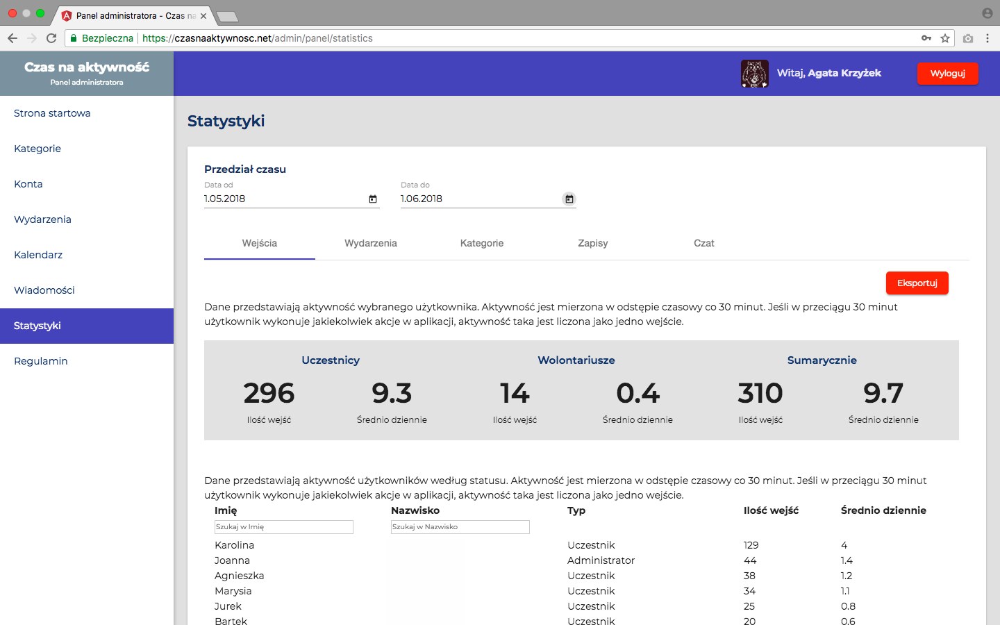 Panel administratora - Czas na
Bezpieczna https://czasnaaktywnosc.net/admin/panel/statistics
Czas na aktywność
Panel administratora
Witaj, Agata Krzyżek
Wyloguj
Strona startowa
Kategorie
Konta
Wydarzenia
Kalendarz
Wiadomości
Statystyki
Regulamin
Statystyki
Przedział czasu
Data od Data do
1.05.2018 1.06.2018
Wejścia Wydarzenia Kategorie Zapisy Czat
Eksportuj
Dane przedstawiają aktywność wybranego użytkownika. Aktywność jest mierzona w odstępie czasowy co 30 minut. Jeśli w przeciągu 30 minut
użytkownik wykonuje jakiekolwiek akcje w aplikacji, aktywność taka jest liczona jako jedno wejście.
Uczestnicy Wolontariusze Sumarycznie
296 9.3 14 0.4 310 9.7
Ilość wejść Średnio dziennie Ilość wejść Średnio dziennie Ilość wejść Średnio dziennie
Dane przedstawiają aktywność użytkowników według statusu. Aktywność jest mierzona w odstępie czasowy co 30 minut. Jeśli w przeciągu 30 minut
użytkownik wykonuje jakiekolwiek akcje w aplikacji, aktywność taka jest liczona jako jedno wejście.
Imię Nazwisko Typ Ilość wejść Średnio dziennie
Szukaj w Imię Szukaj w Nazwisko
Karolina Uczestnik 129 4
Joanna Administrator 44 1.4
Agnieszka Uczestnik 38 1.2
Marysia Uczestnik 34 1.1
Jurek Uczestnik 25 0.8
Bartek Uczestnik 20 0.6